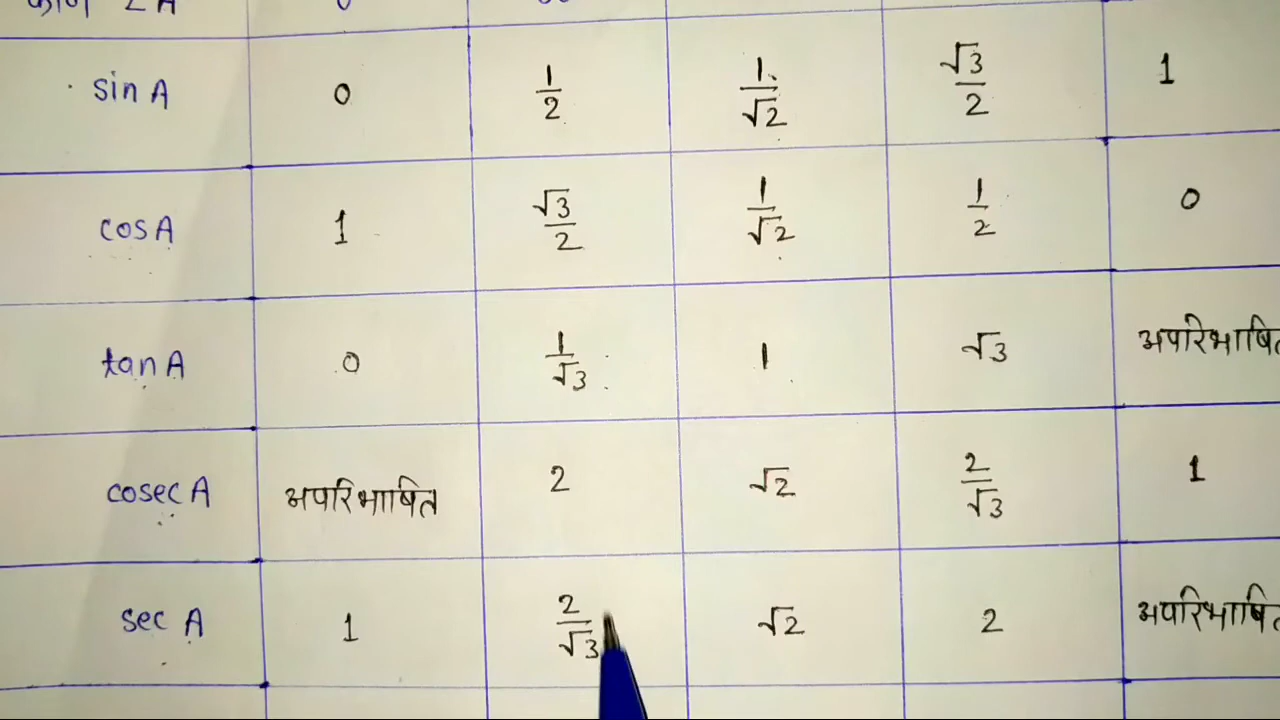 ∠A 0
sin A 0 1/2 1/√2 √3/2 1
cos A 1 √3/2 1/√2 1/2 0
tan A 0 1/√3 1 √3 अपरिभाषित
cosec A अपरिभाषित 2 √2 2/√3 1
sec A 1 2/√3 √2 2 अपरिभाषित